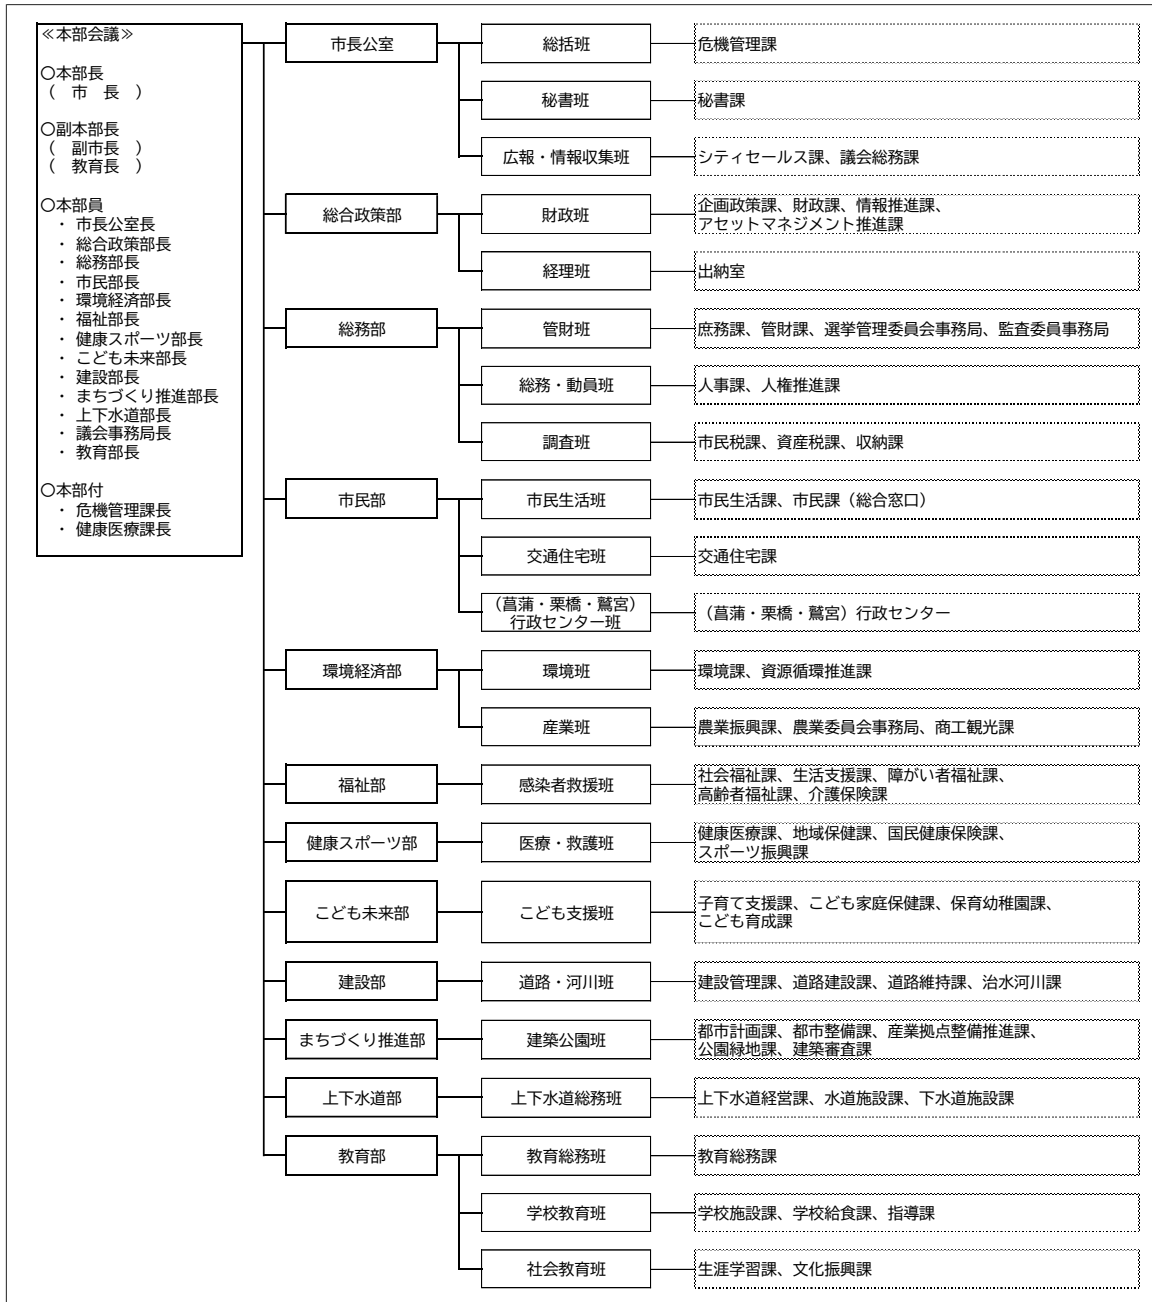 ≪本部会議≫
〇本部長
（　市　長　）
〇副本部長
（　副市長　）
（　教育長　）
〇本部員
・ 市長公室長
・ 総合政策部長
・ 総務部長
・ 市民部長
・ 環境経済部長
・ 福祉部長
・ 健康スポーツ部長
・ こども未来部長
・ 建設部長
・ まちづくり推進部長
・ 上下水道部長
・ 議会事務局長
・ 教育部長
〇本部付
・ 危機管理課長
・ 健康医療課長
市長公室
総括班
危機管理課
秘書班
秘書課
広報・情報収集班
シティセールス課、議会総務課
総合政策部
財政班
企画政策課、財政課、情報推進課、
アセットマネジメント推進課
経理班
出納室
総務部
管財班
庶務課、管財課、選挙管理委員会事務局、監査委員事務局
総務・動員班
人事課、人権推進課
調査班
市民税課、資産税課、収納課
市民部
市民生活班
市民生活課、市民課（総合窓口）
交通住宅班
交通住宅課
（菖蒲・栗橋・鷲宮）
行政センター班
（菖蒲・栗橋・鷲宮）行政センター
環境経済部
環境班
環境課、資源循環推進課
産業班
農業振興課、農業委員会事務局、商工観光課
福祉部
感染者救援班
社会福祉課、生活支援課、障がい者福祉課、
高齢者福祉課、介護保険課
健康スポーツ部
医療・救護班
健康医療課、地域保健課、国民健康保険課、
スポーツ振興課
こども未来部
こども支援班
子育て支援課、こども家庭保健課、保育幼稚園課、
こども育成課
建設部
道路・河川班
建設管理課、道路建設課、道路維持課、治水河川課
まちづくり推進部
建築公園班
都市計画課、都市整備課、産業拠点整備推進課、
公園緑地課、建築審査課
上下水道部
上下水道総務班
上下水道経営課、水道施設課、下水道施設課
教育部
教育総務班
教育総務課
学校教育班
学校施設課、学校給食課、指導課
社会教育班
生涯学習課、文化振興課